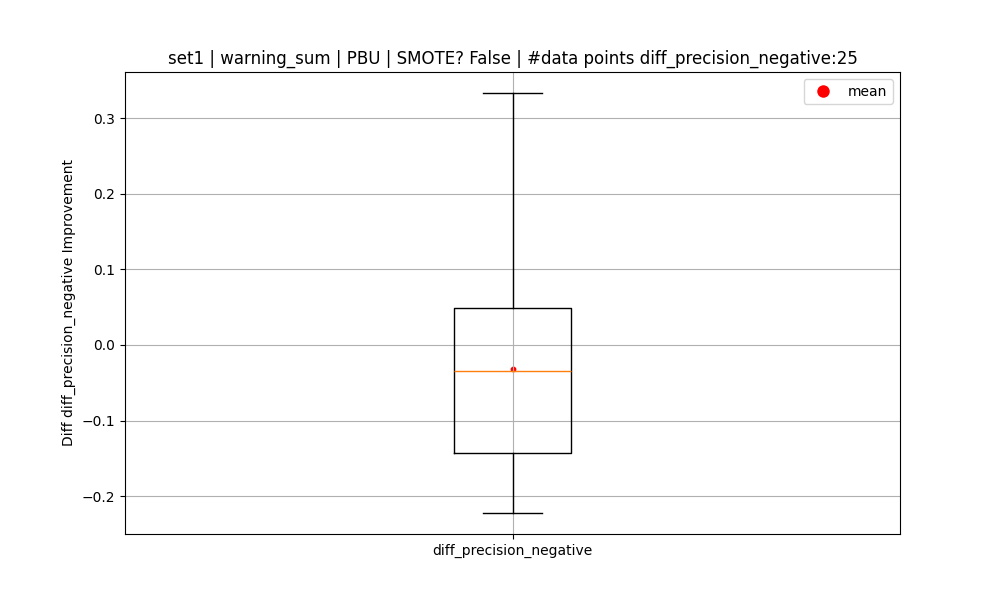 set1 | warning_sum | PBU | SMOTE? False | #data points diff_precision_negative:25
mean
Diff diff_precision_negative Improvement
0.3
0.2
0.1
0.0
−0.1
−0.2
diff_precision_negative